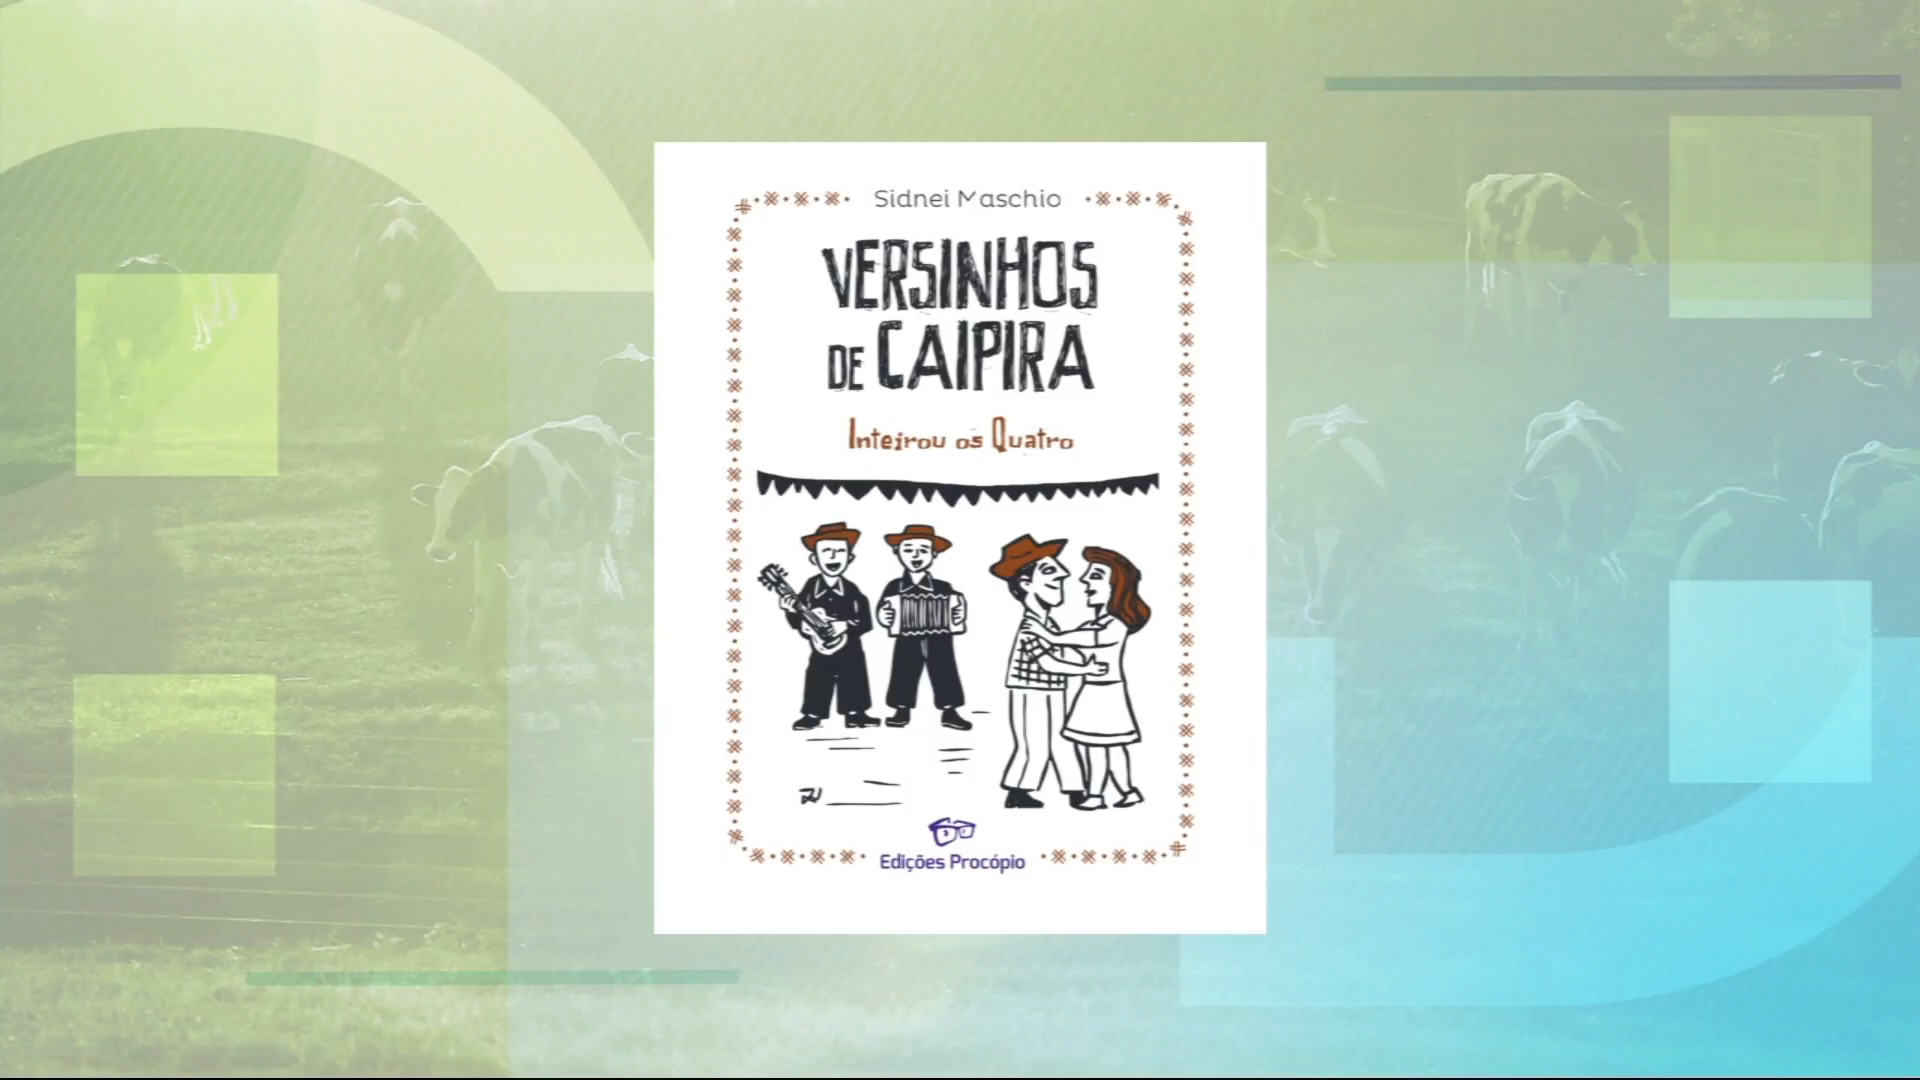 Sidnei Maschio
VERSINHOS
DE CAIPIRA
Inteirou os Quatro
Edições Procópio